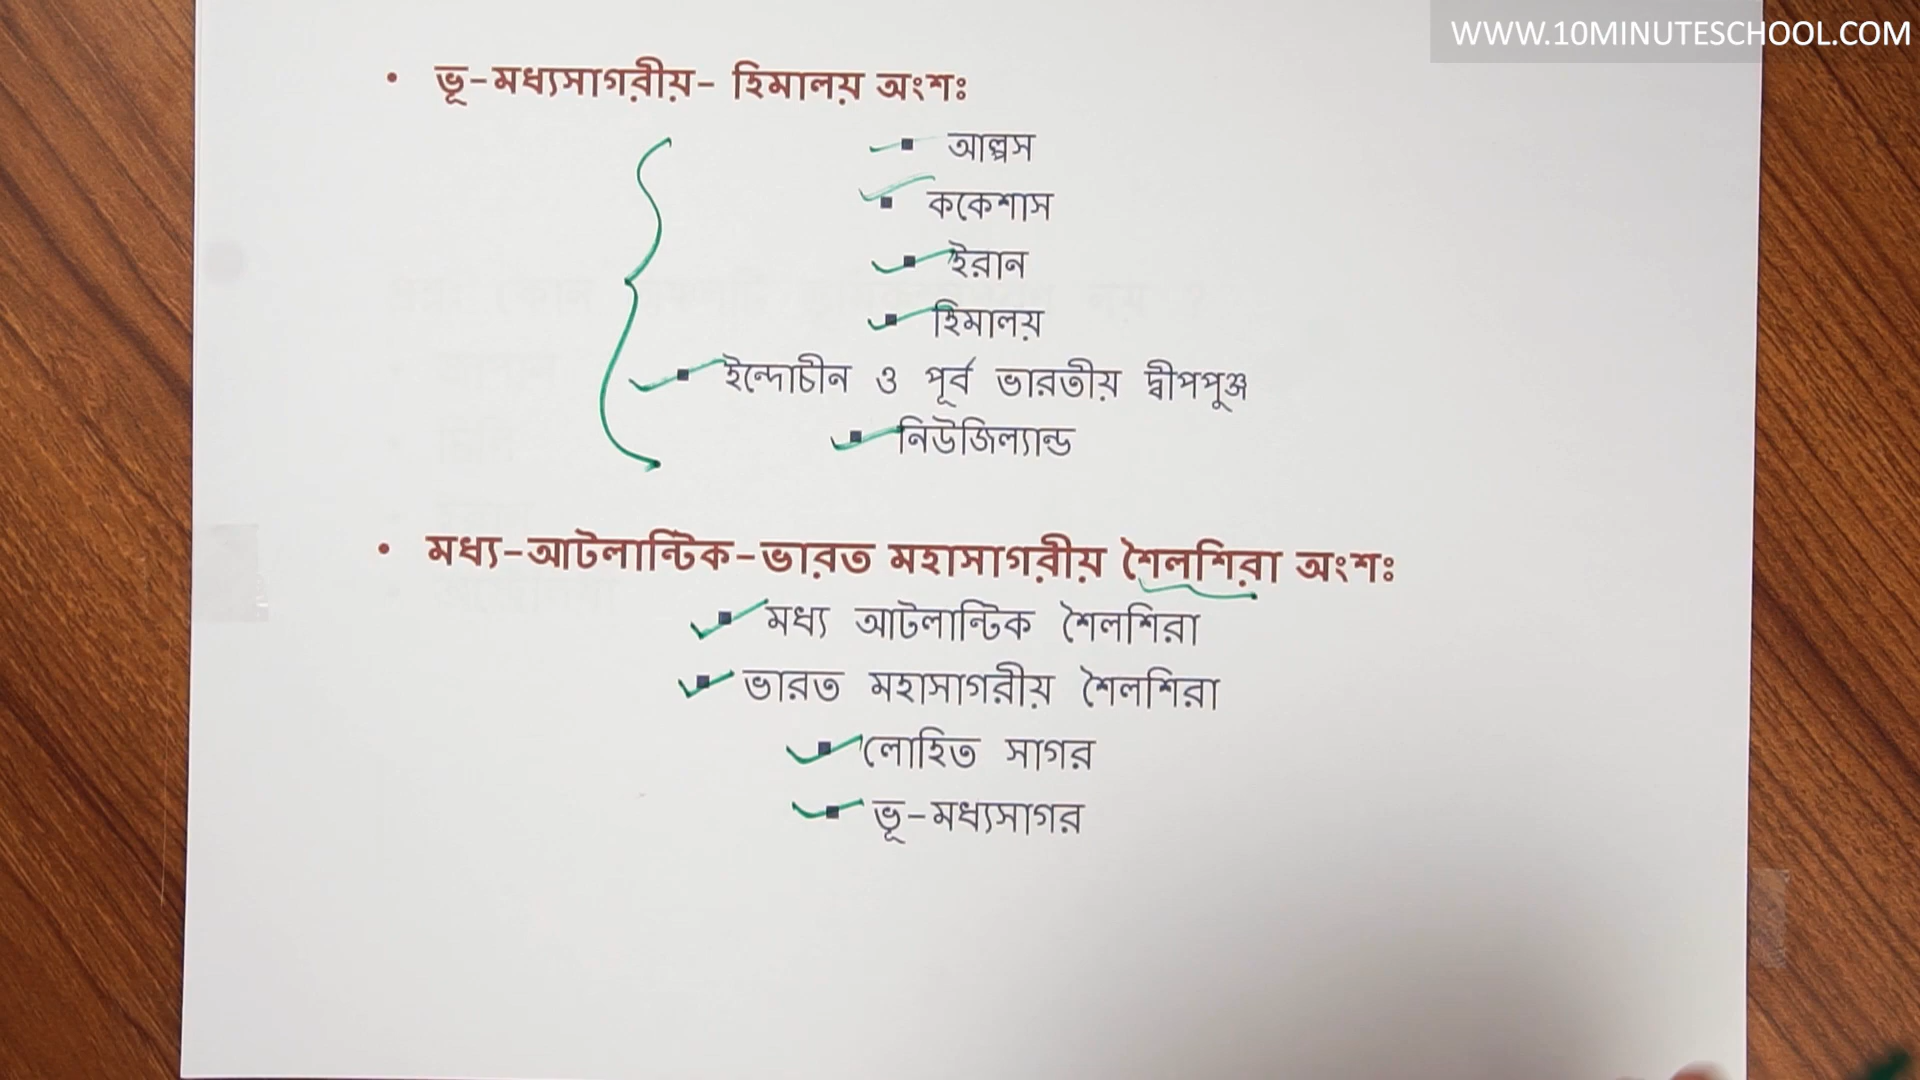 WWW.10MINUTESCHOOL.COM
• ভূ-মধ্যসাগরীয়- হিমালয় অংশঃ
▪ আল্পস
▪ ককেশাস
▪ ইরান
▪ হিমালয়
▪ ইন্দোচীন ও পূর্ব ভারতীয় দ্বীপপুঞ্জ
▪ নিউজিল্যান্ড
• মধ্য-আটলান্টিক-ভারত মহাসাগরীয় শৈলশিরা অংশঃ
▪ মধ্য আটলান্টিক শৈলশিরা
▪ ভারত মহাসাগরীয় শৈলশিরা
▪ লোহিত সাগর
▪ ভূ-মধ্যসাগর